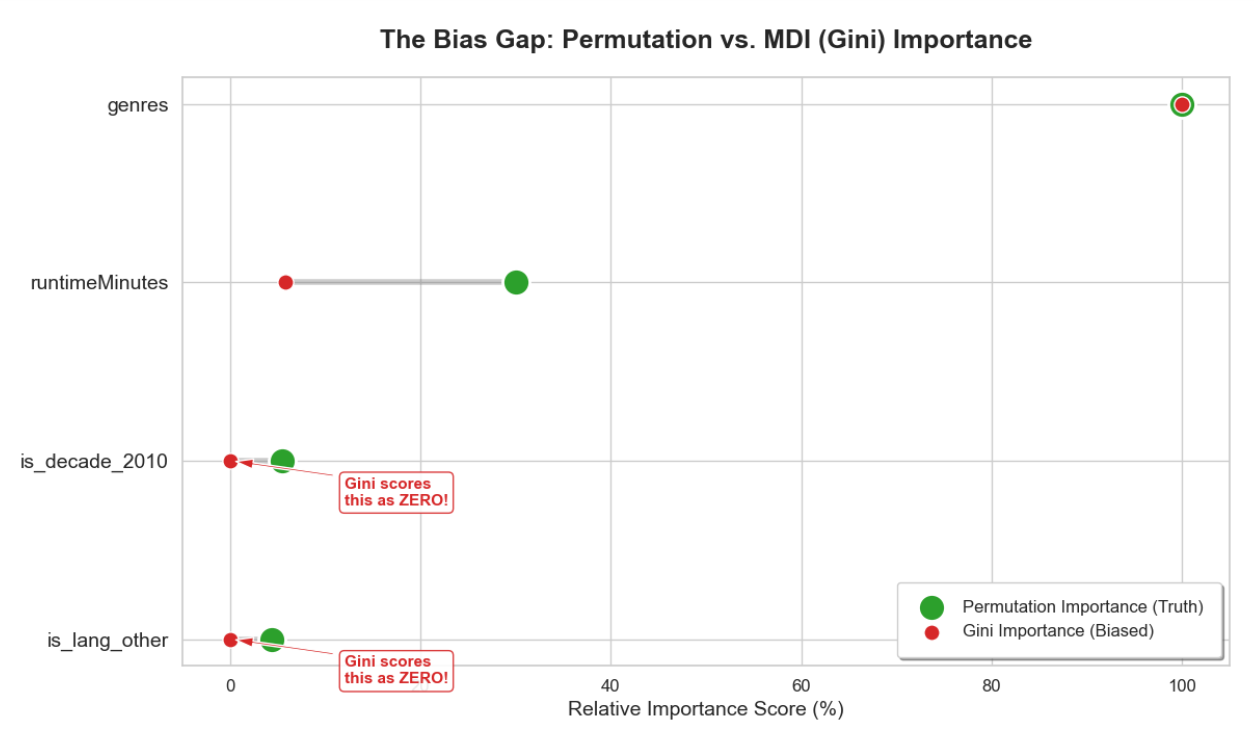 The Bias Gap: Permutation vs. MDI (Gini) Importance
genres
runtimeMinutes
is_decade_2010
Gini scores
this as ZERO!
is_lang_other
Gini scores
this as ZERO!
Permutation Importance (Truth)
Gini Importance (Biased)
0 20 40 60 80 100
Relative Importance Score (%)